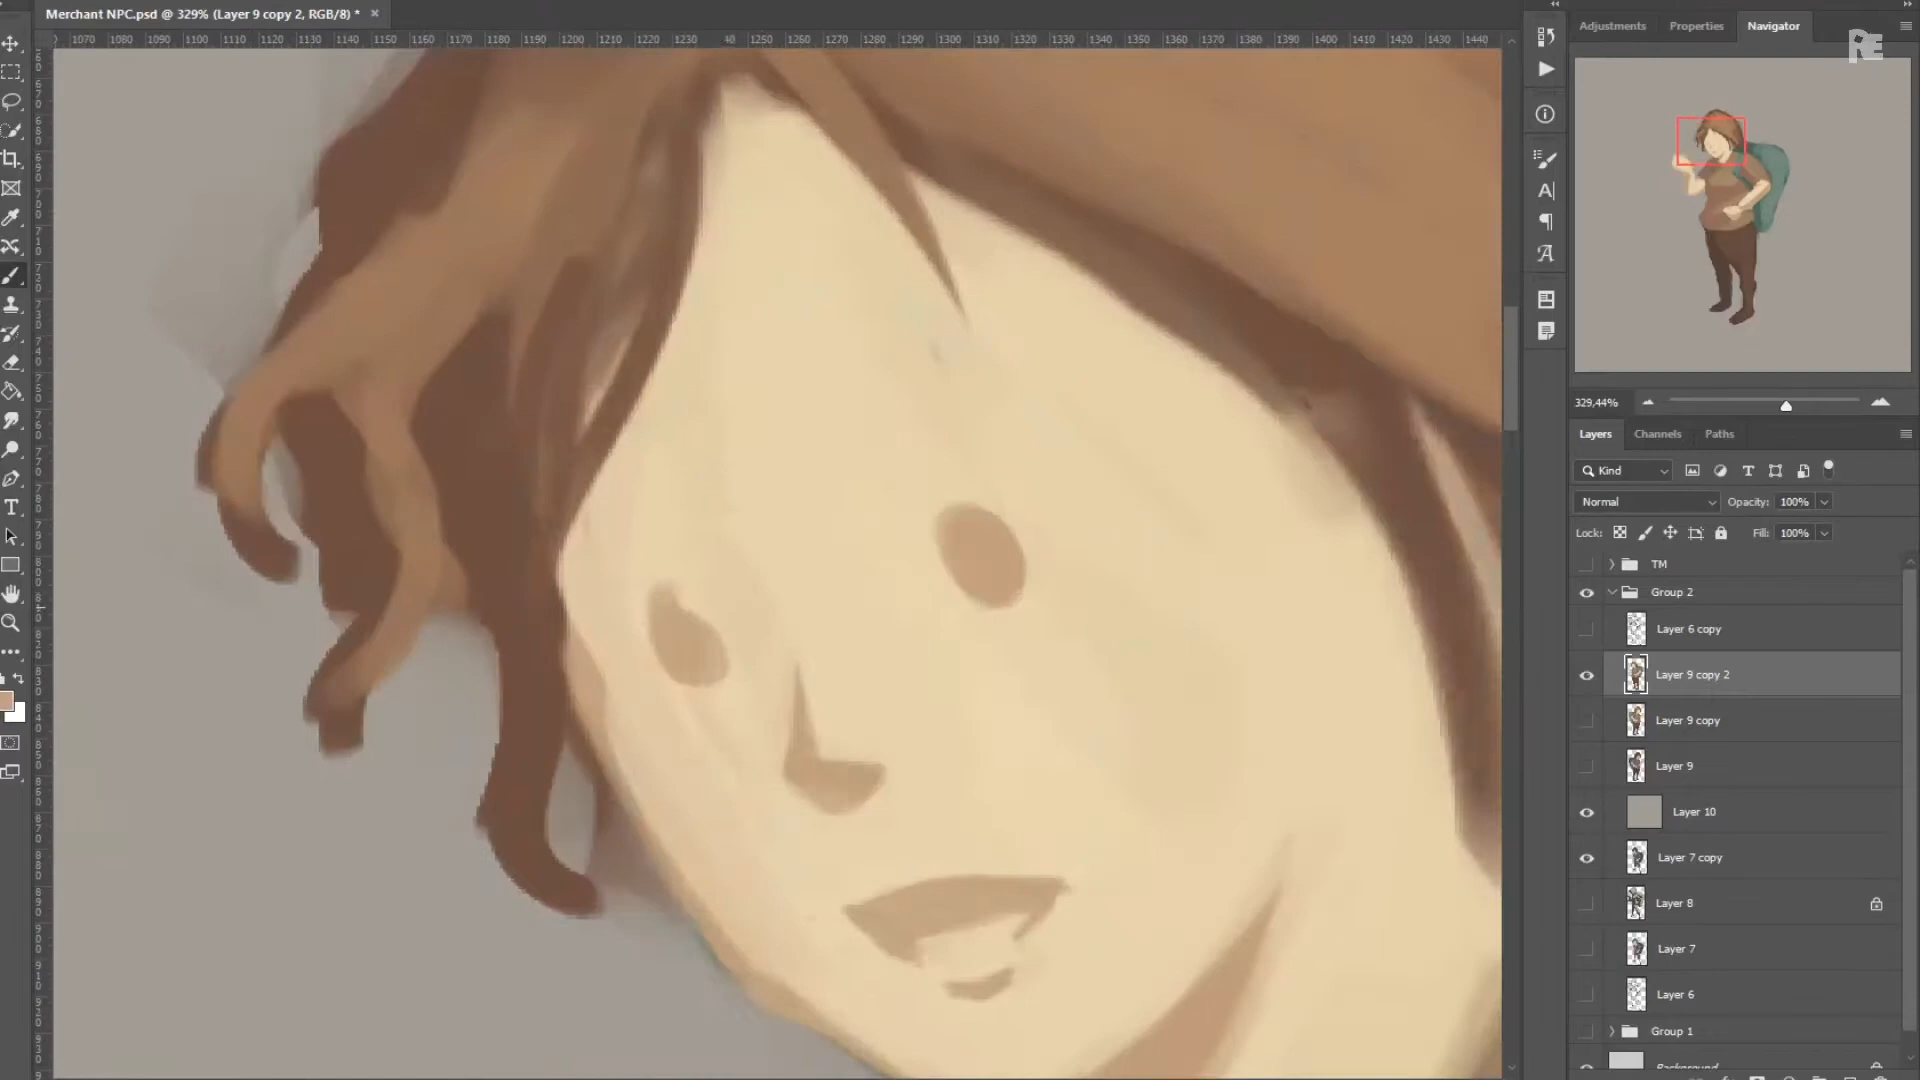 Merchant NPC.psd @ 329% (Layer 9 copy 2, RGB/8) *
1070 1080 1090 1100 1110 1120 1130 1140 1150 1160 1170 1180 1190 1200 1210 1220 1230 40 1250 1260 1270 1280 1290 1300 1310 1320 1330 1340 1350 1360 1370 1380 1390 1400 1410 1420 1430 1440
Adjustments Properties Navigator
RE
329,44%
Layers Channels Paths
Kind
Normal Opacity: 100%
Lock: Fill: 100%
TM
Group 2
Layer 6 copy
Layer 9 copy 2
Layer 9 copy
Layer 9
Layer 10
Layer 7 copy
Layer 8
Layer 7
Layer 6
Group 1
Background